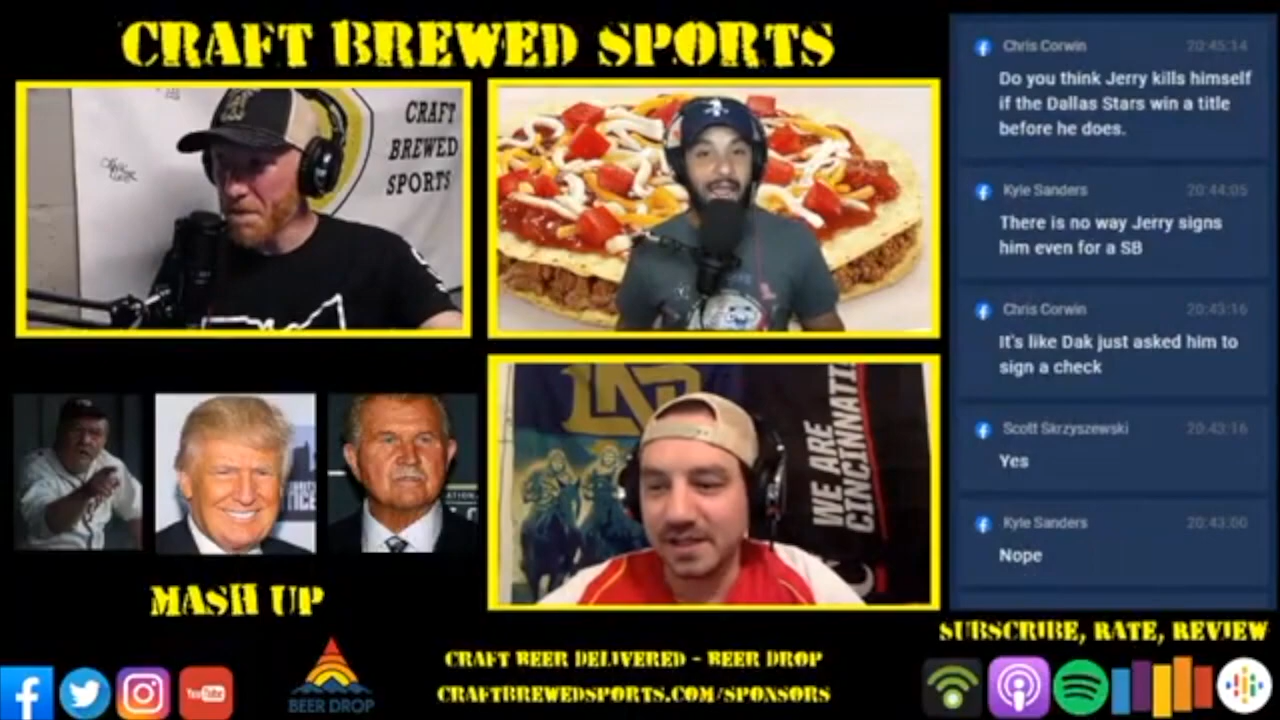 CRAFT BREWED SPORTS
CRAFT
BREWED
SPORTS
WE ARE
CINCINNATI
Chris Corwin 20:45:14
Do you think Jerry kills himself
if the Dallas Stars win a title
before he does.
Kyle Sanders 20:44:05
There is no way Jerry signs
him even for a SB
Chris Corwin 20:43:16
It's like Dak just asked him to
sign a check
Scott Skrzyszewski 20:43:16
Yes
Kyle Sanders 20:43:00
Nope
MASH UP
SUBSCRIBE, RATE, REVIEW
CRAFT BEER DELIVERED - BEER DROP
CRAFTBREWEDSPORTS.COM/SPONSORS
BEER DROP
YouTube